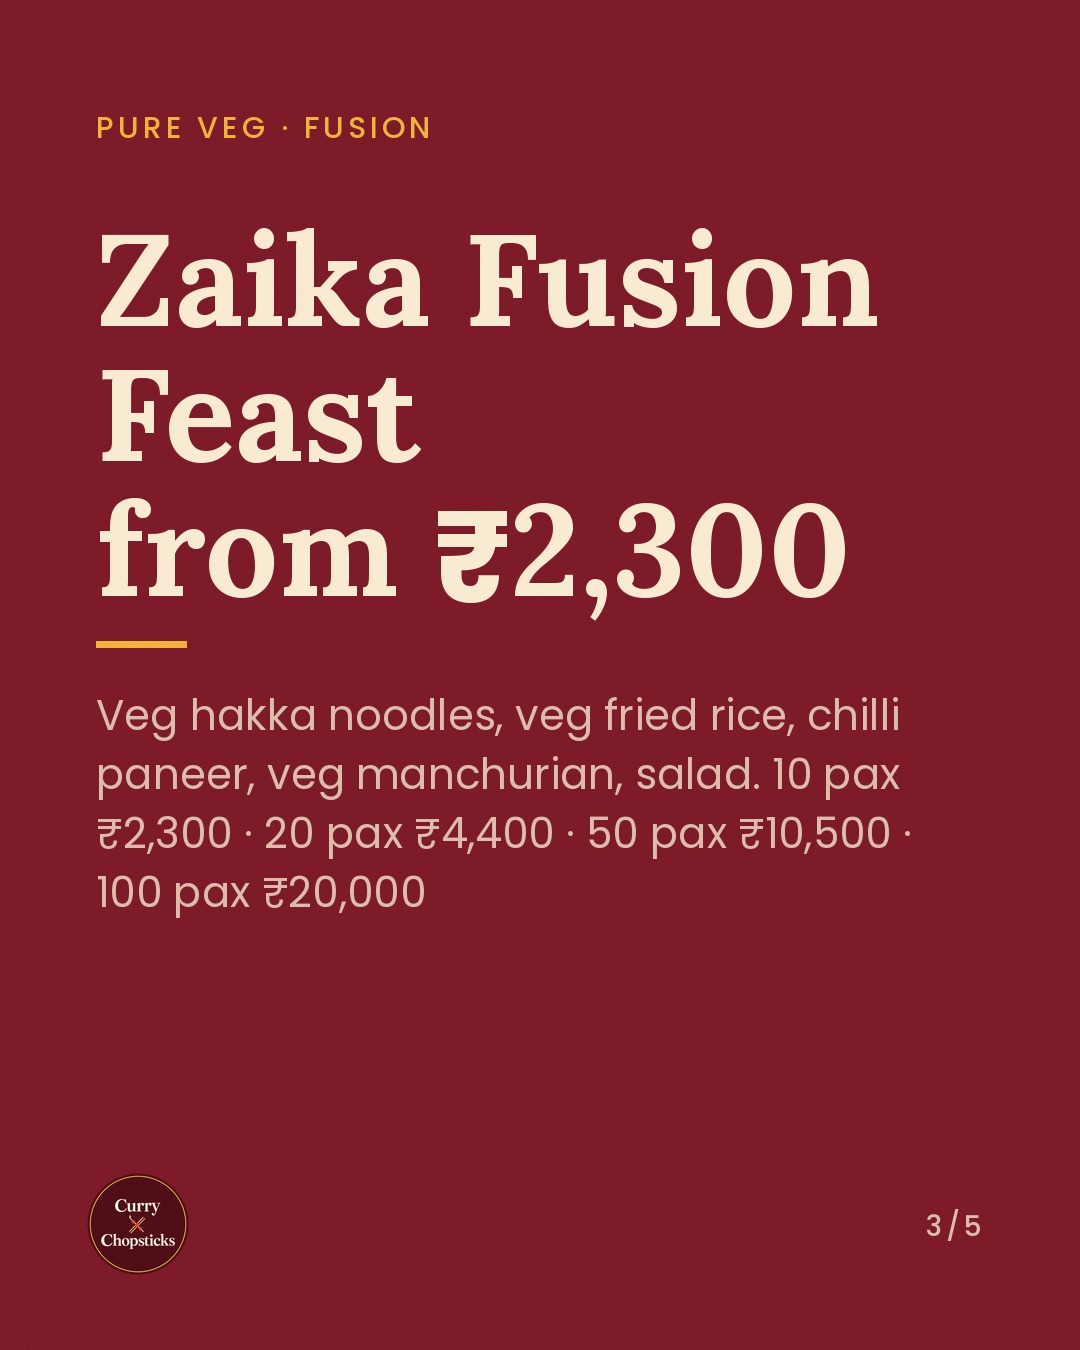 PURE VEG · FUSION
Zaika Fusion
Feast
from ₹2,300
Veg hakka noodles, veg fried rice, chilli
paneer, veg manchurian, salad. 10 pax
₹2,300 · 20 pax ₹4,400 · 50 pax ₹10,500 ·
100 pax ₹20,000
Curry
Chopsticks
3/5